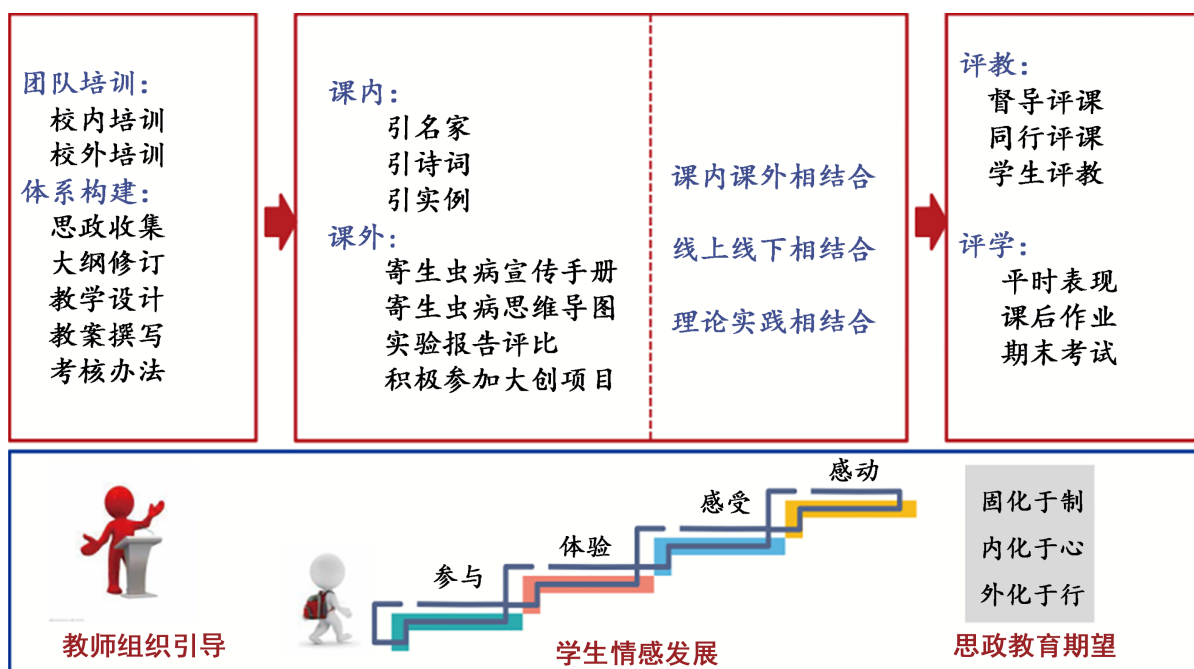 团队培训：
校内培训
校外培训
体系构建：
思政收集
大纲修订
教学设计
教案撰写
考核办法
课内：
引名家
引诗词
引实例
课外：
寄生虫病宣传手册
寄生虫病思维导图
实验报告评比
积极参加大创项目
课内课外相结合
线上线下相结合
理论实践相结合
评教：
督导评课
同行评课
学生评教
评学：
平时表现
课后作业
期末考试
参与
体验
感受
感动
固化于制
内化于心
外化于行
教师组织引导
学生情感发展
思政教育期望